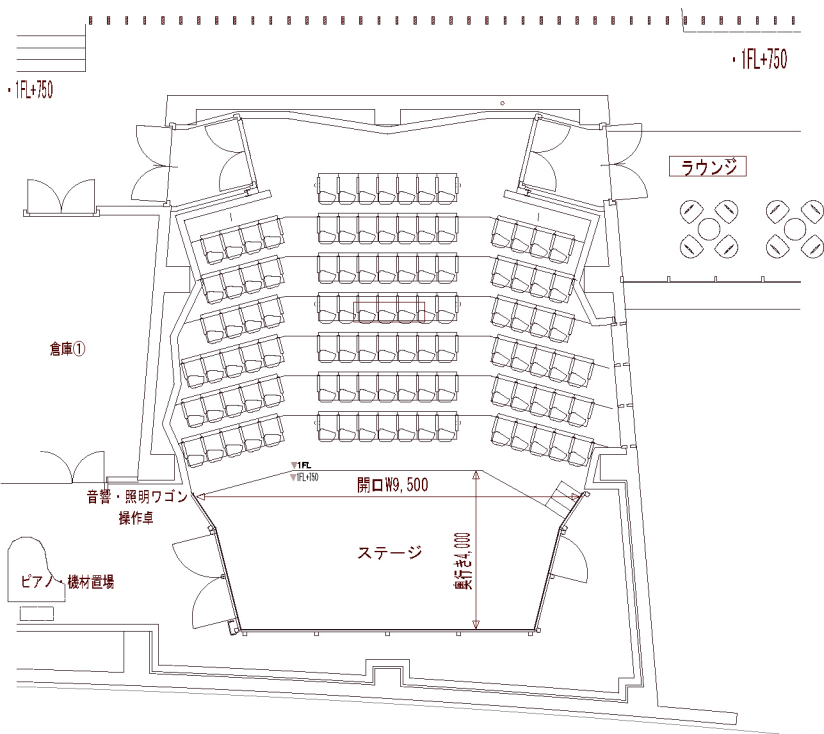 ・1FL+750
・1FL+750
ラウンジ
倉庫①
▼1FL
▼1FL+150
開口W9,500
音響・照明ワゴン
操作卓
ステージ
奥行き4,000
ピアノ・機材置場